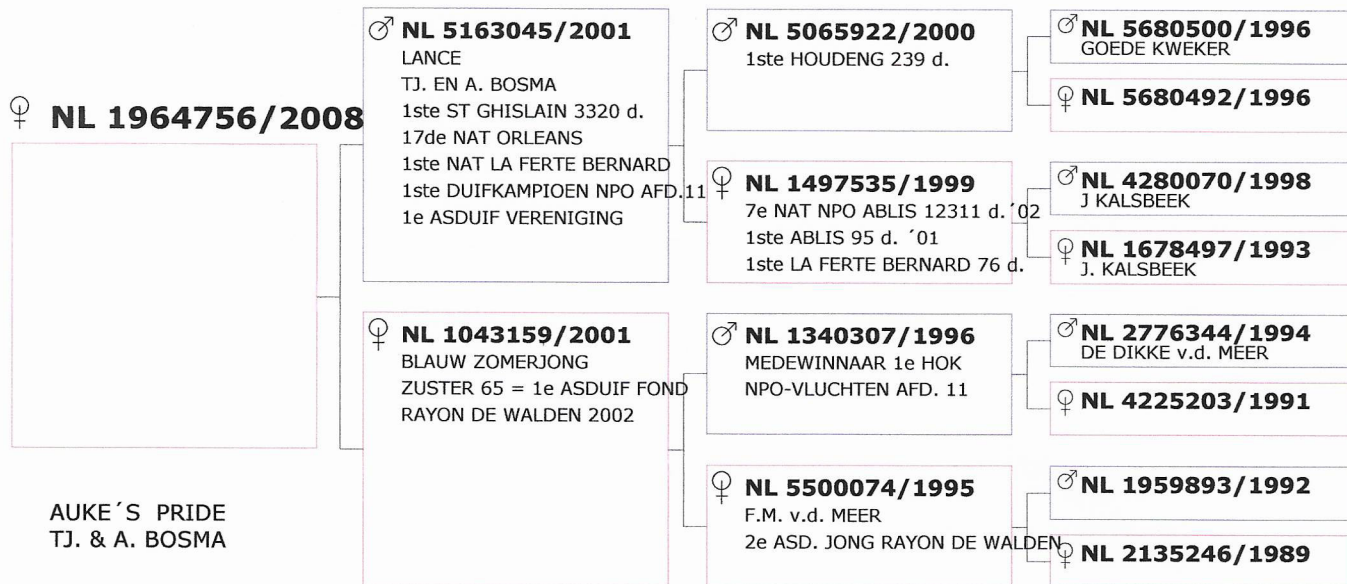 ♀ NL 1964756/2008
AUKE´S PRIDE
TJ. & A. BOSMA
♂ NL 5163045/2001
LANCE
TJ. EN A. BOSMA
1ste ST GHISLAIN 3320 d.
17de NAT ORLEANS
1ste NAT LA FERTE BERNARD
1ste DUIFKAMPIOEN NPO AFD.11
1e ASDUIF VERENIGING
♀ NL 1043159/2001
BLAUW ZOMERJONG
ZUSTER 65 = 1e ASDUIF FOND
RAYON DE WALDEN 2002
♂ NL 5065922/2000
1ste HOUDENG 239 d.
♀ NL 1497535/1999
7e NAT NPO ABLIS 12311 d.´02
1ste ABLIS 95 d. ´01
1ste LA FERTE BERNARD 76 d.
♂ NL 1340307/1996
MEDEWINNAAR 1e HOK
NPO-VLUCHTEN AFD. 11
♀ NL 5500074/1995
F.M. v.d. MEER
2e ASD. JONG RAYON DE WALDEN
♂ NL 5680500/1996
GOEDE KWEKER
♀ NL 5680492/1996
♂ NL 4280070/1998
J KALSBEEK
♀ NL 1678497/1993
J. KALSBEEK
♂ NL 2776344/1994
DE DIKKE v.d. MEER
♀ NL 4225203/1991
♂ NL 1959893/1992
♀ NL 2135246/1989